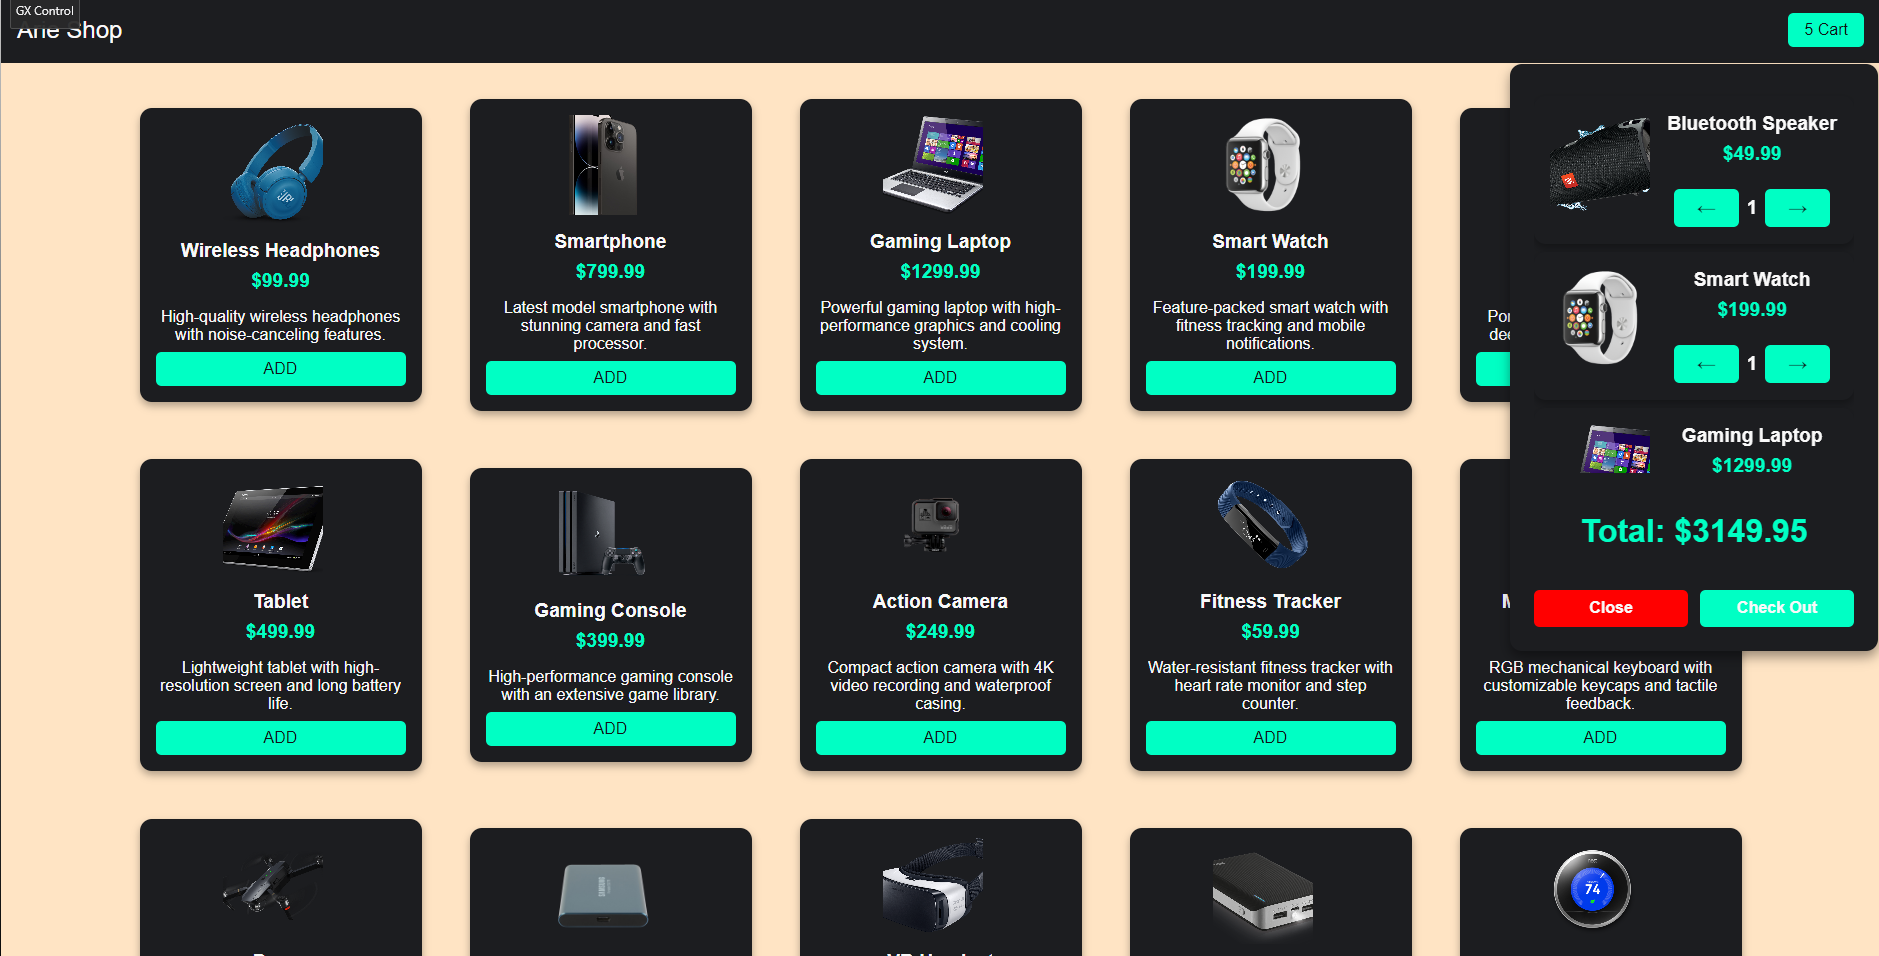 GX Control
Arie Shop
5 Cart
Wireless Headphones
$99.99
High-quality wireless headphones
with noise-canceling features.
ADD
Smartphone
$799.99
Latest model smartphone with
stunning camera and fast
processor.
ADD
Gaming Laptop
$1299.99
Powerful gaming laptop with high-
performance graphics and cooling
system.
ADD
Smart Watch
$199.99
Feature-packed smart watch with
fitness tracking and mobile
notifications.
ADD
Bluetooth Speaker
$49.99
← 1 →
Smart Watch
$199.99
← 1 →
Gaming Laptop
$1299.99
Total: $3149.95
Close
Check Out
Tablet
$499.99
Lightweight tablet with high-
resolution screen and long battery
life.
ADD
Gaming Console
$399.99
High-performance gaming console
with an extensive game library.
ADD
Action Camera
$249.99
Compact action camera with 4K
video recording and waterproof
casing.
ADD
Fitness Tracker
$59.99
Water-resistant fitness tracker with
heart rate monitor and step
counter.
ADD
RGB mechanical keyboard with
customizable keycaps and tactile
feedback.
ADD
SAMSUNG
74